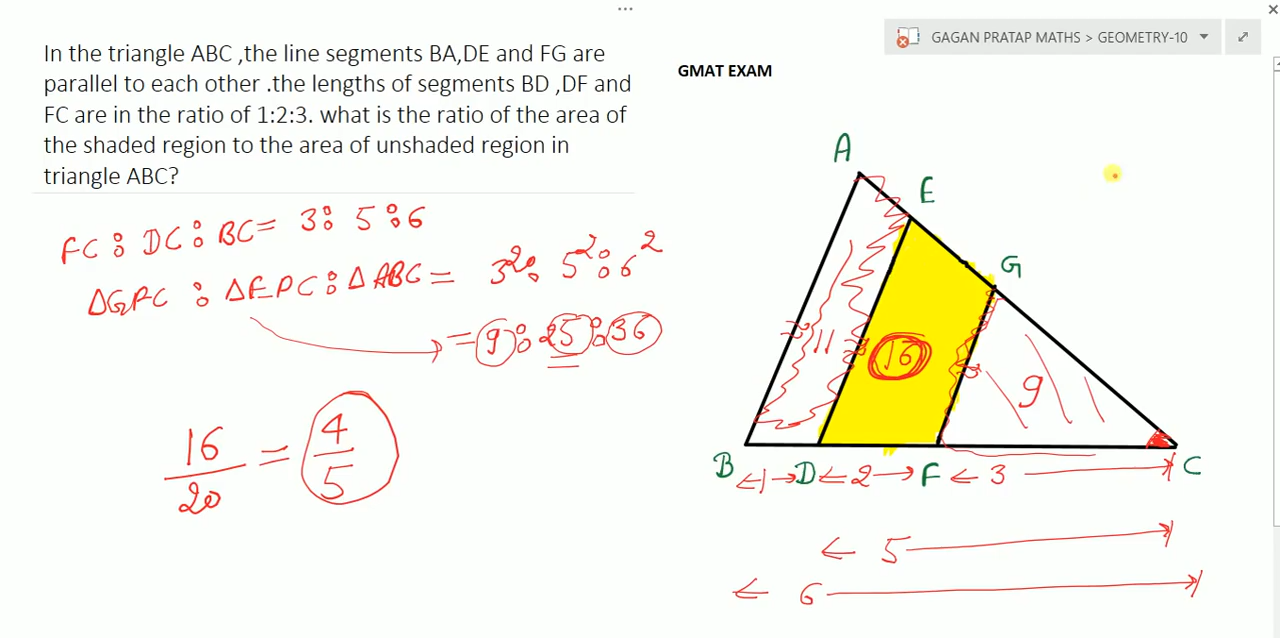 GAGAN PRATAP MATHS > GEOMETRY-10
In the triangle ABC ,the line segments BA,DE and FG are
parallel to each other .the lengths of segments BD ,DF and
FC are in the ratio of 1:2:3. what is the ratio of the area of
the shaded region to the area of unshaded region in
triangle ABC?
FC : DC : BC = 3 : 5 : 6
ΔGFC : ΔEDC : ΔABC = 3² : 5² : 6²
= 9 : 25 : 36
16/20 = 4/5
GMAT EXAM
A
E
G
11
16
9
B 1 D 2 F 3 C
5
6